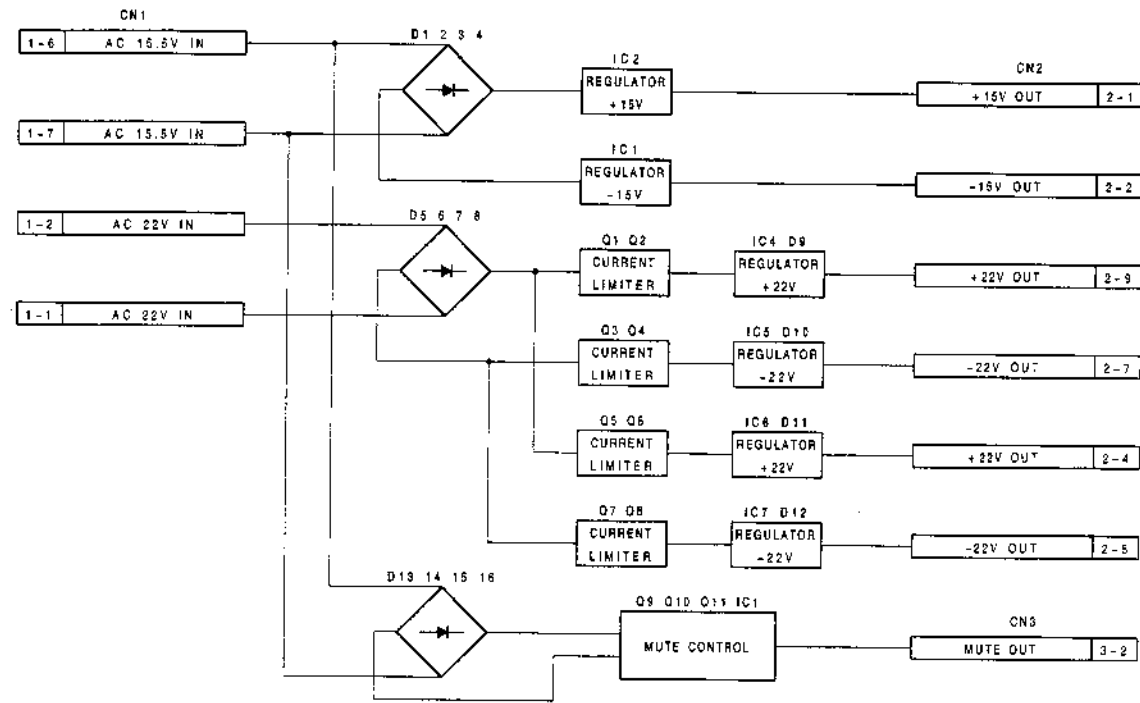 CN1
1-6 AC 15.5V IN
D1 2 3 4
IC2
REGULATOR
+15V
CN2
+15V OUT 2-1
1-7 AC 15.5V IN
IC1
REGULATOR
-15V
-15V OUT 2-2
1-2 AC 22V IN
D5 6 7 8
Q1 Q2
CURRENT
LIMITER
IC4 D9
REGULATOR
+22V
+22V OUT 2-9
1-1 AC 22V IN
Q3 Q4
CURRENT
LIMITER
IC5 D10
REGULATOR
-22V
-22V OUT 2-7
Q5 Q6
CURRENT
LIMITER
IC6 D11
REGULATOR
+22V
+22V OUT 2-4
Q7 Q8
CURRENT
LIMITER
IC7 D12
REGULATOR
-22V
-22V OUT 2-5
D13 14 15 16
Q9 Q10 Q11 IC1
MUTE CONTROL
CN3
MUTE OUT 3-2